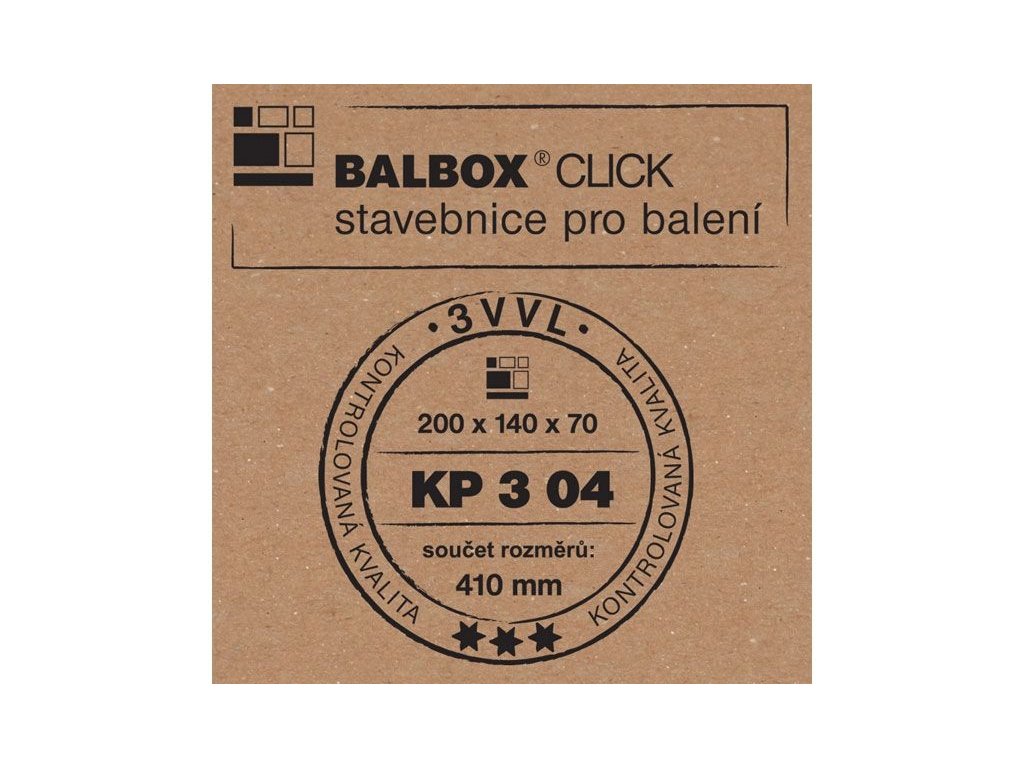 BALBOX® CLICK
stavebnice pro balení
• 3 V V L •
KONTROLOVANÁ KVALITA
KONTROLOVANÁ KVALITA
200 x 140 x 70
KP 3 04
součet rozměrů:
410 mm